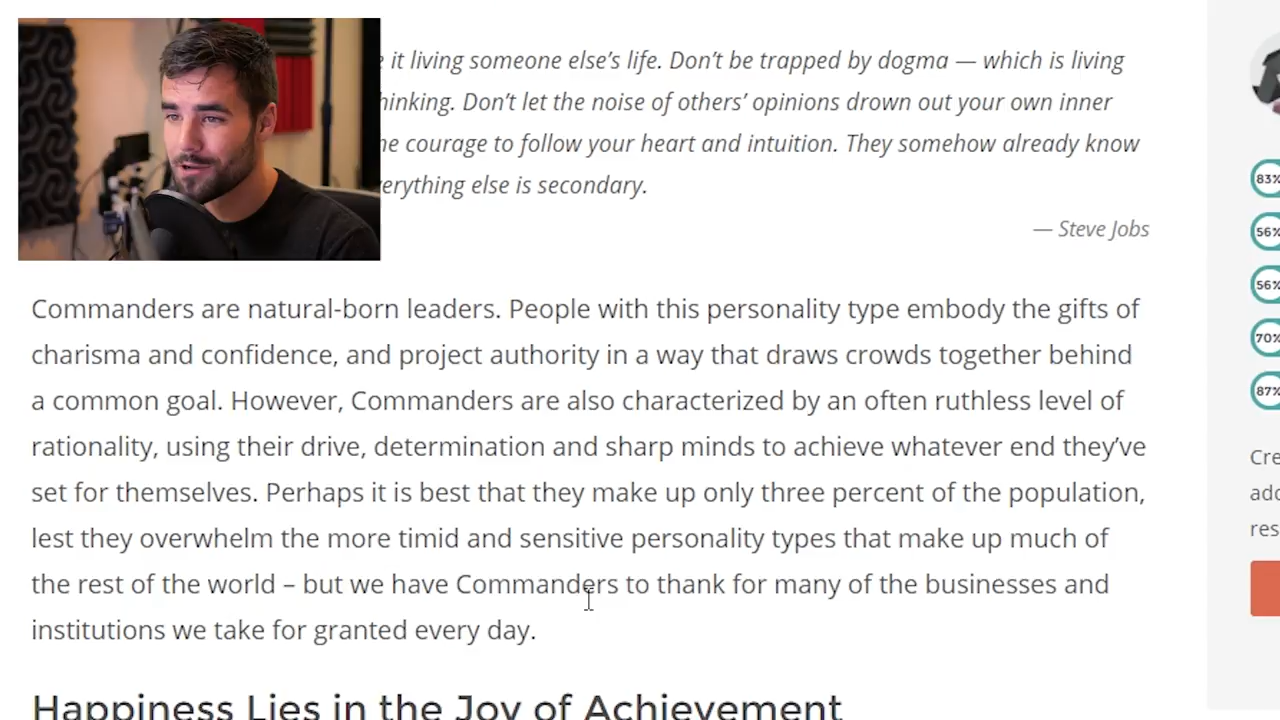 it living someone else’s life. Don’t be trapped by dogma — which is living
hinking. Don’t let the noise of others’ opinions drown out your own inner
courage to follow your heart and intuition. They somehow already know
verything else is secondary.
— Steve Jobs
Commanders are natural-born leaders. People with this personality type embody the gifts of
charisma and confidence, and project authority in a way that draws crowds together behind
a common goal. However, Commanders are also characterized by an often ruthless level of
rationality, using their drive, determination and sharp minds to achieve whatever end they’ve
set for themselves. Perhaps it is best that they make up only three percent of the population,
lest they overwhelm the more timid and sensitive personality types that make up much of
the rest of the world – but we have Commanders to thank for many of the businesses and
institutions we take for granted every day.
Happiness Lies in the Joy of Achievement
83%
56%
56%
70%
87%
Cre
add
res